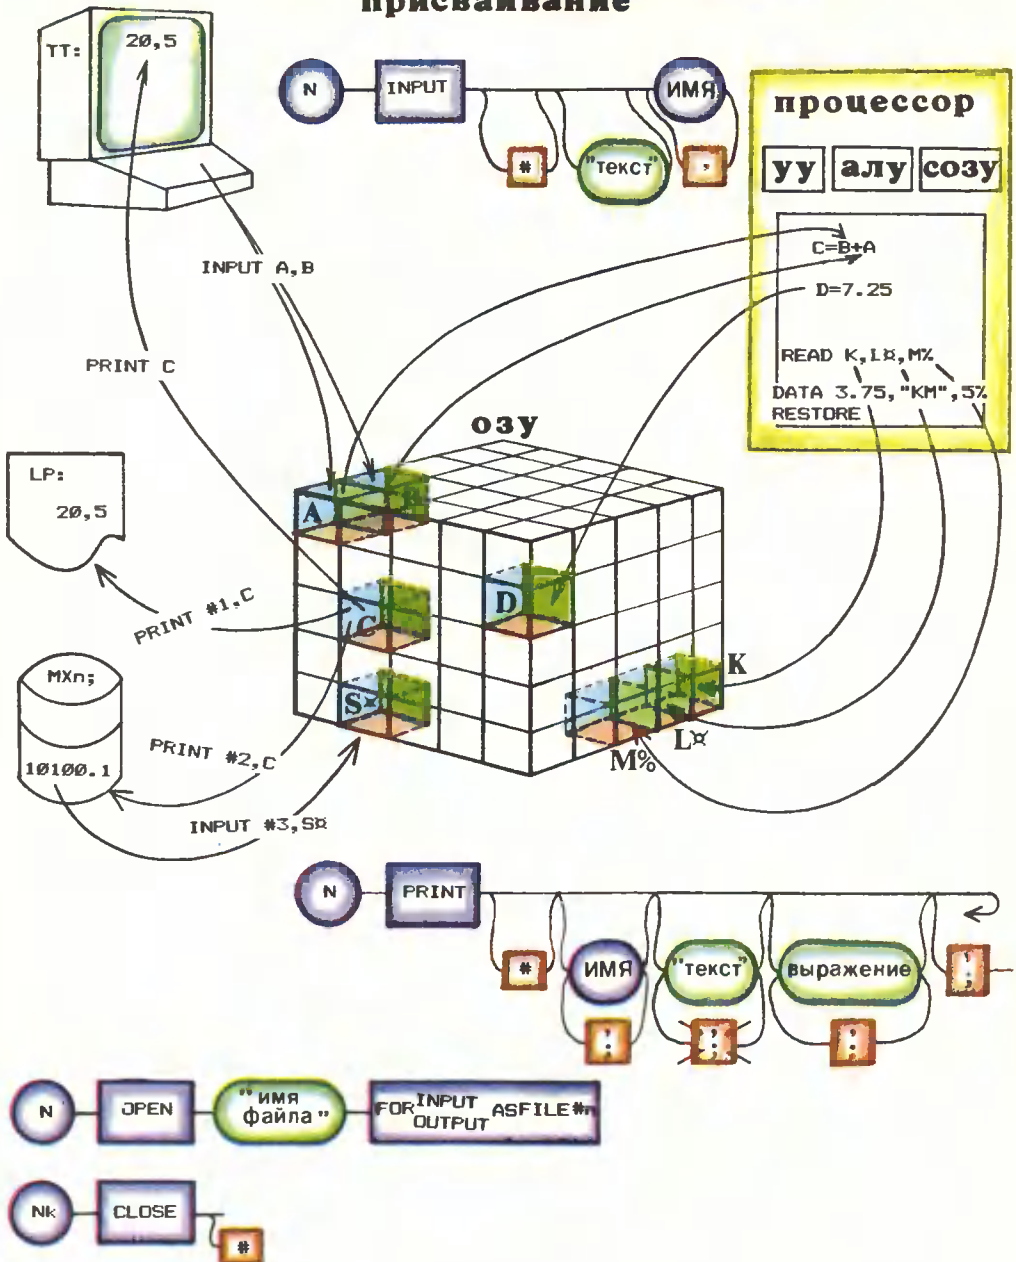 присваивание
TT:
20,5
N
INPUT
ИМЯ
#
"текст"
,
процессор
уу
алу
созу
C=B+A
D=7.25
READ K,L¤,M%
DATA 3.75,"KM",5%
RESTORE
INPUT A,B
PRINT C
озу
LP:
20,5
A
B
PRINT #1,C
C
D
K
MXn;
10100.1
S¤
L¤
M%
PRINT #2,C
INPUT #3,S¤
N
PRINT
#
ИМЯ
"текст"
выражение
, ;
, ;
, ;
, ;
N
OPEN
"имя файла"
FOR INPUT OUTPUT ASFILE #n
Nk
CLOSE
#